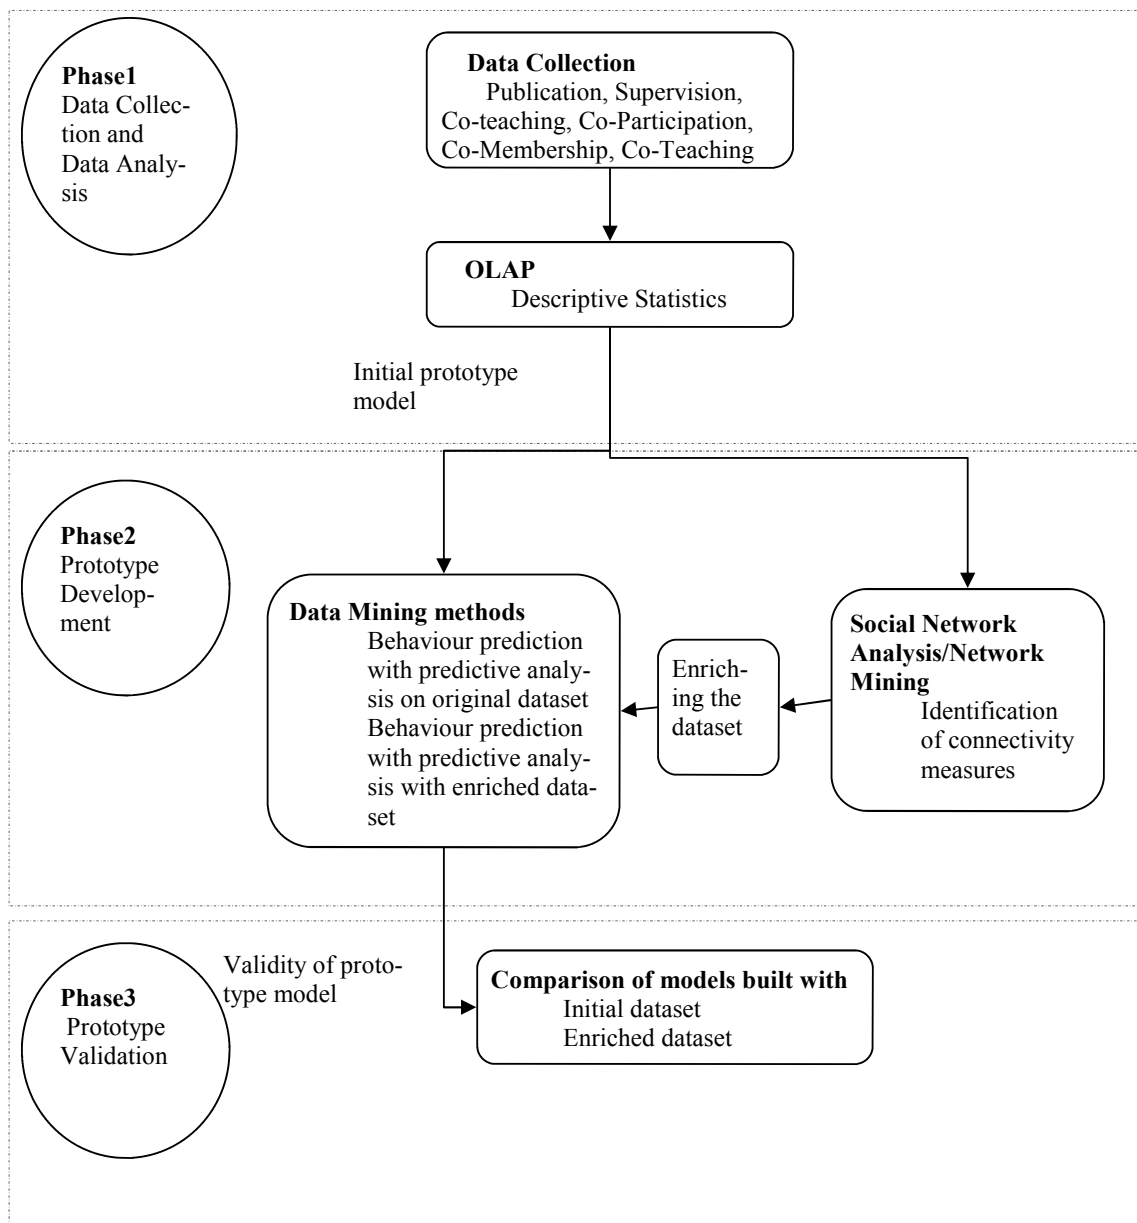 Phase1
Data Collec-
tion and
Data Analy-
sis
Data Collection
Publication, Supervision,
Co-teaching, Co-Participation,
Co-Membership, Co-Teaching
OLAP
Descriptive Statistics
Initial prototype
model
Phase2
Prototype
Develop-
ment
Data Mining methods
Behaviour prediction
with predictive analy-
sis on original dataset
Behaviour prediction
with predictive analy-
sis with enriched data-
set
Enrich-
ing the
dataset
Social Network
Analysis/Network
Mining
Identification
of connectivity
measures
Phase3
Prototype
Validation
Validity of proto-
type model
Comparison of models built with
Initial dataset
Enriched dataset